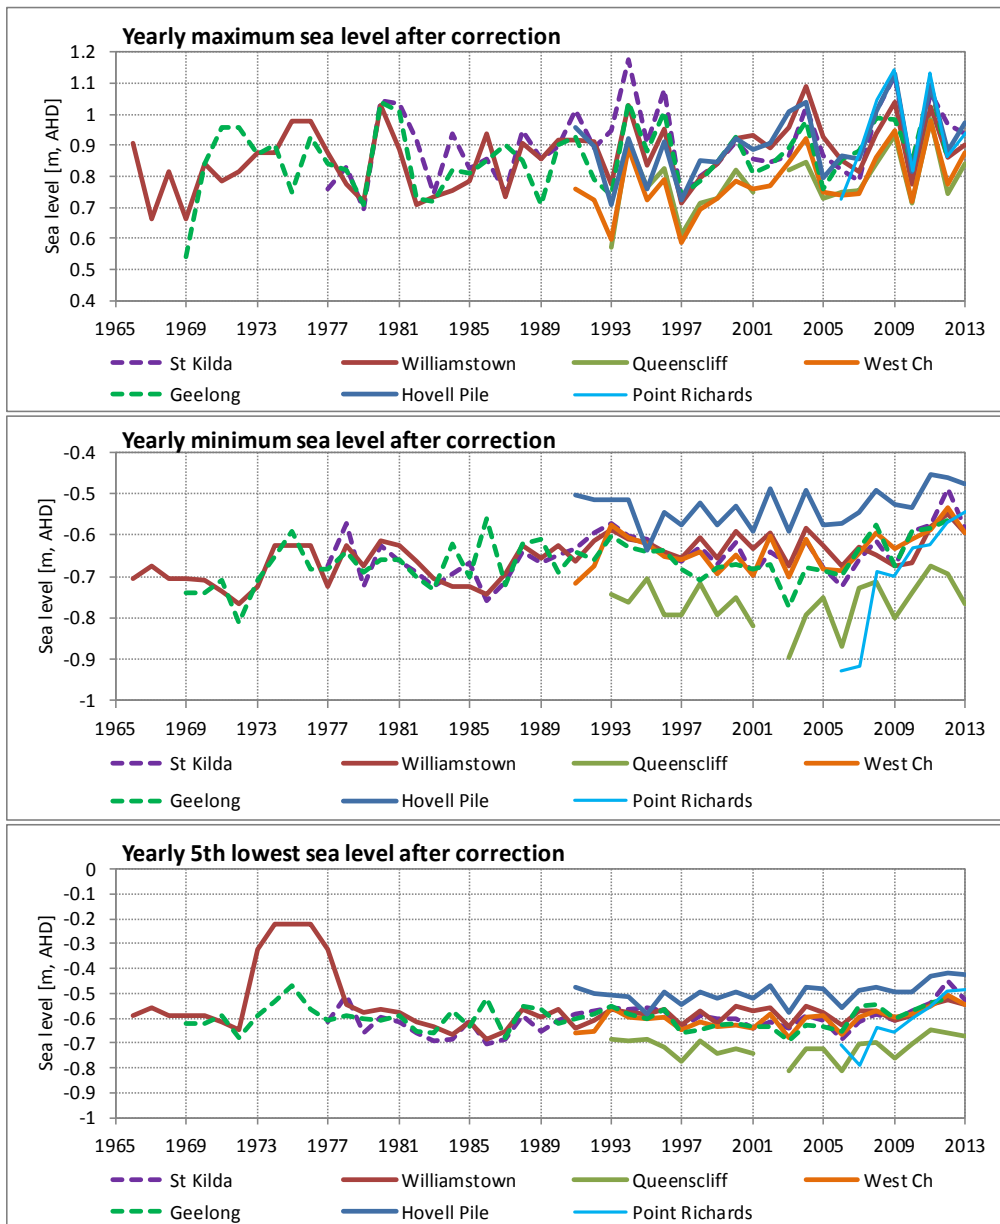 Yearly maximum sea level after correction
Sea level [m, AHD]
1.2
1.1
1
0.9
0.8
0.7
0.6
0.5
0.4
1965 1969 1973 1977 1981 1985 1989 1993 1997 2001 2005 2009 2013
St Kilda Williamstown Queenscliff West Ch
Geelong Hovell Pile Point Richards
Yearly minimum sea level after correction
Sea level [m, AHD]
-0.4
-0.5
-0.6
-0.7
-0.8
-0.9
-1
1965 1969 1973 1977 1981 1985 1989 1993 1997 2001 2005 2009 2013
St Kilda Williamstown Queenscliff West Ch
Geelong Hovell Pile Point Richards
Yearly 5th lowest sea level after correction
Sea level [m, AHD]
0
-0.1
-0.2
-0.3
-0.4
-0.5
-0.6
-0.7
-0.8
-0.9
-1
1965 1969 1973 1977 1981 1985 1989 1993 1997 2001 2005 2009 2013
St Kilda Williamstown Queenscliff West Ch
Geelong Hovell Pile Point Richards